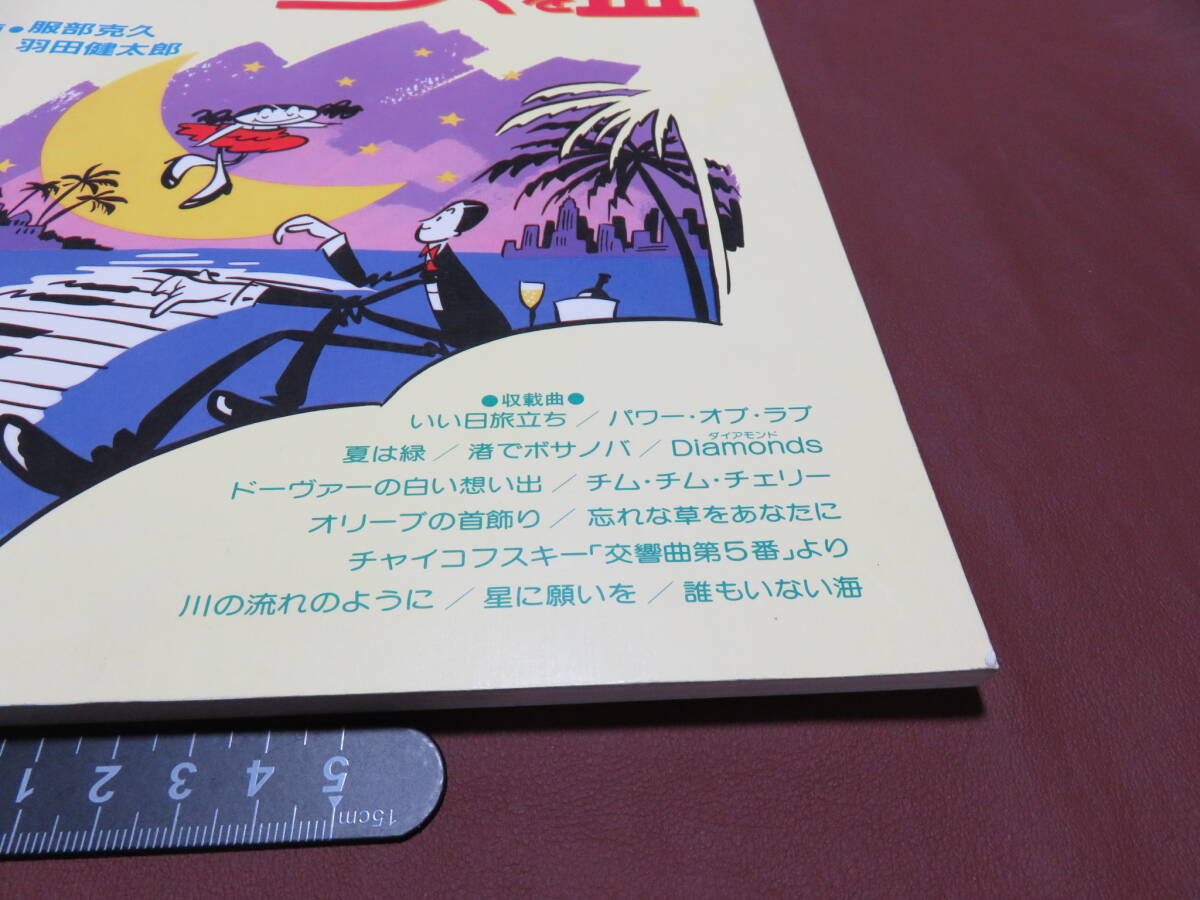 服部克久
羽田健太郎
●収載曲●
いい日旅立ち／パワー・オブ・ラブ
ダイアモンド
夏は緑／渚でボサノバ／Diamonds
ドーヴァーの白い想い出／チム・チム・チェリー
オリーブの首飾り／忘れな草をあなたに
チャイコフスキー「交響曲第5番」より
川の流れのように／星に願いを／誰もいない海
1 2 3 4 5
15cm